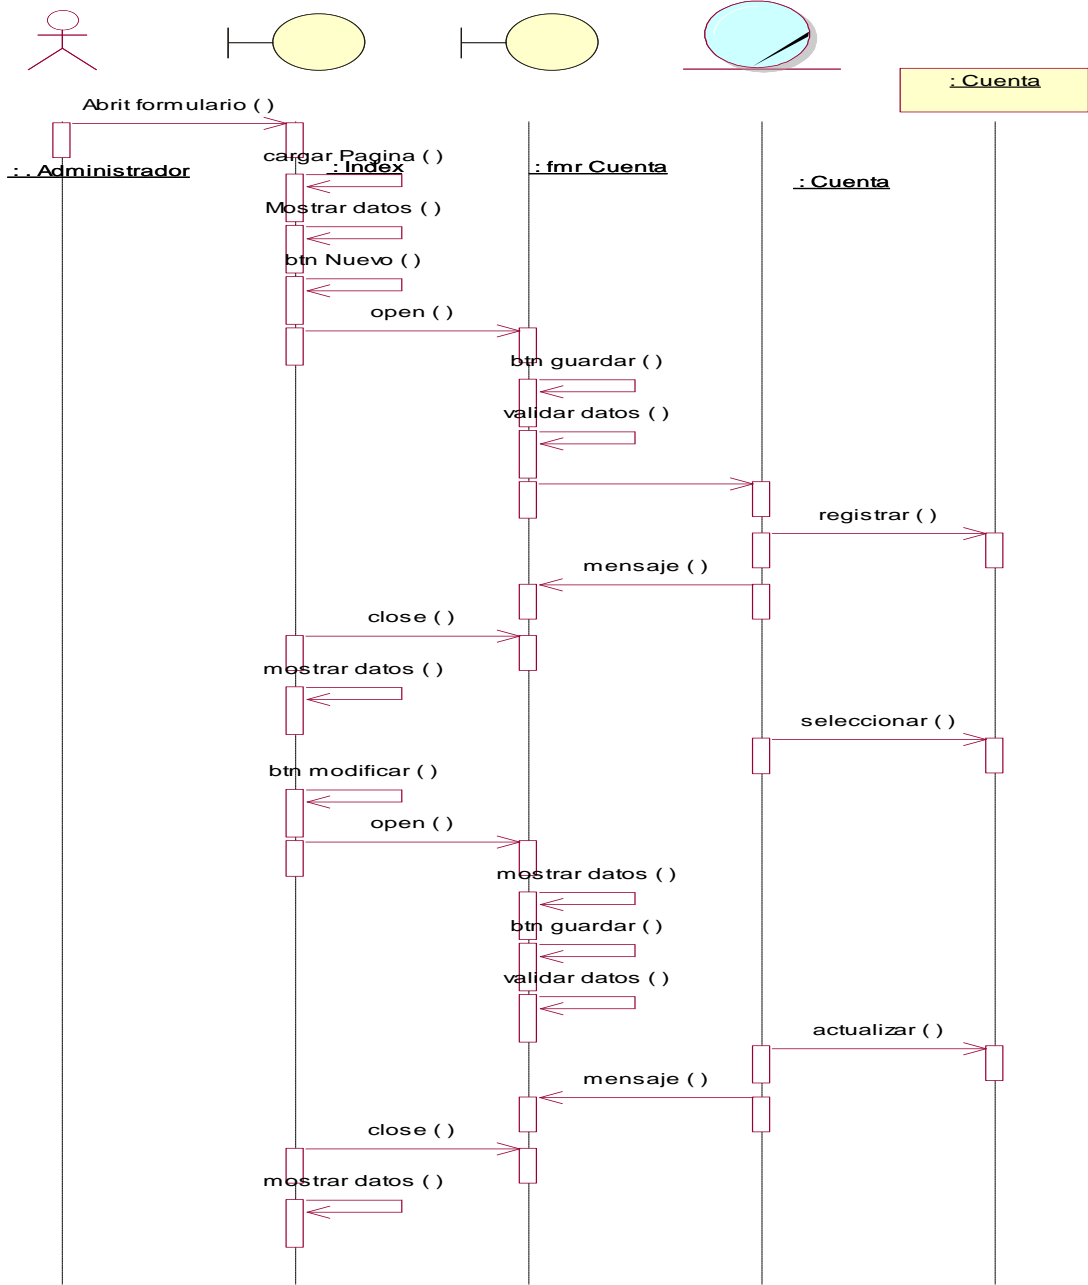 : Cuenta
Abrit formulario ( )
cargar Pagina ( )
: . Administrador
: Index
: fmr Cuenta
: Cuenta
Mostrar datos ( )
btn Nuevo ( )
open ( )
btn guardar ( )
validar datos ( )
registrar ( )
mensaje ( )
close ( )
mostrar datos ( )
seleccionar ( )
btn modificar ( )
open ( )
mostrar datos ( )
btn guardar ( )
validar datos ( )
actualizar ( )
mensaje ( )
close ( )
mostrar datos ( )